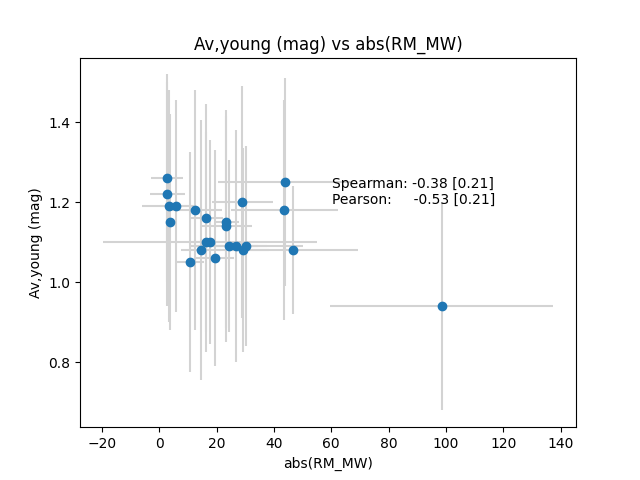 Av,young (mag) vs abs(RM_MW)
Spearman: -0.38 [0.21]
Pearson: -0.53 [0.21]
Av,young (mag)
1.4
1.2
1.0
0.8
−20 0 20 40 60 80 100 120 140
abs(RM_MW)